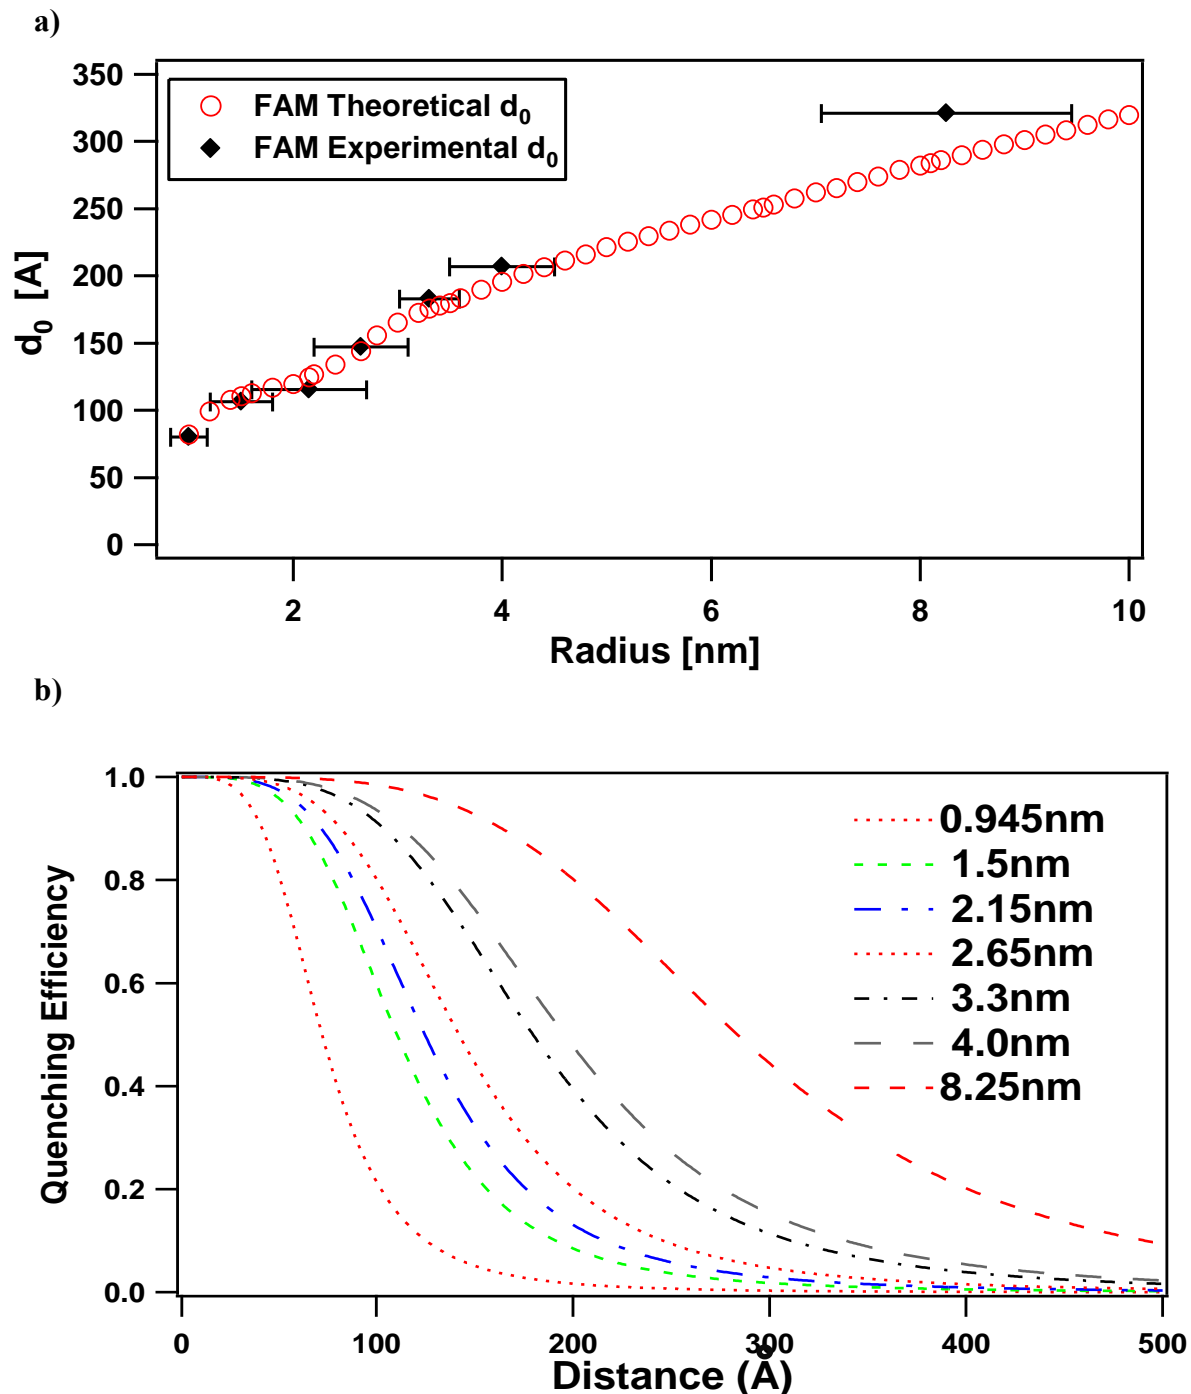 a)
350
300
250
200
150
100
50
0
d0 [A]
FAM Theoretical d0
FAM Experimental d0
2
4
6
8
10
Radius [nm]
b)
1.0
0.8
0.6
0.4
0.2
0.0
Quenching Efficiency
0.945nm
1.5nm
2.15nm
2.65nm
3.3nm
4.0nm
8.25nm
0
100
200
300
400
500
Distance (Å)